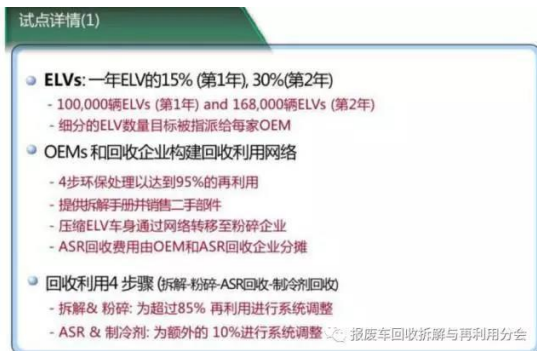 试点详情(1)
ELVs: 一年ELV的15% (第1年), 30%(第2年)
- 100,000辆ELVs (第1年) and 168,000辆ELVs (第2年)
- 细分的ELV数量目标被指派给每家OEM
OEMs 和回收企业构建回收利用网络
- 4步环保处理以达到95%的再利用
- 提供拆解手册并销售二手部件
- 压缩ELV车身通过网络转移至粉碎企业
- ASR回收费用由OEM和ASR回收企业分摊
回收利用4 步骤 (拆解-粉碎-ASR回收-制冷剂回收)
- 拆解& 粉碎: 为超过85% 再利用进行系统调整
- ASR & 制冷剂: 为额外的 10%进行系统调整
报废车回收拆解与再利用分会